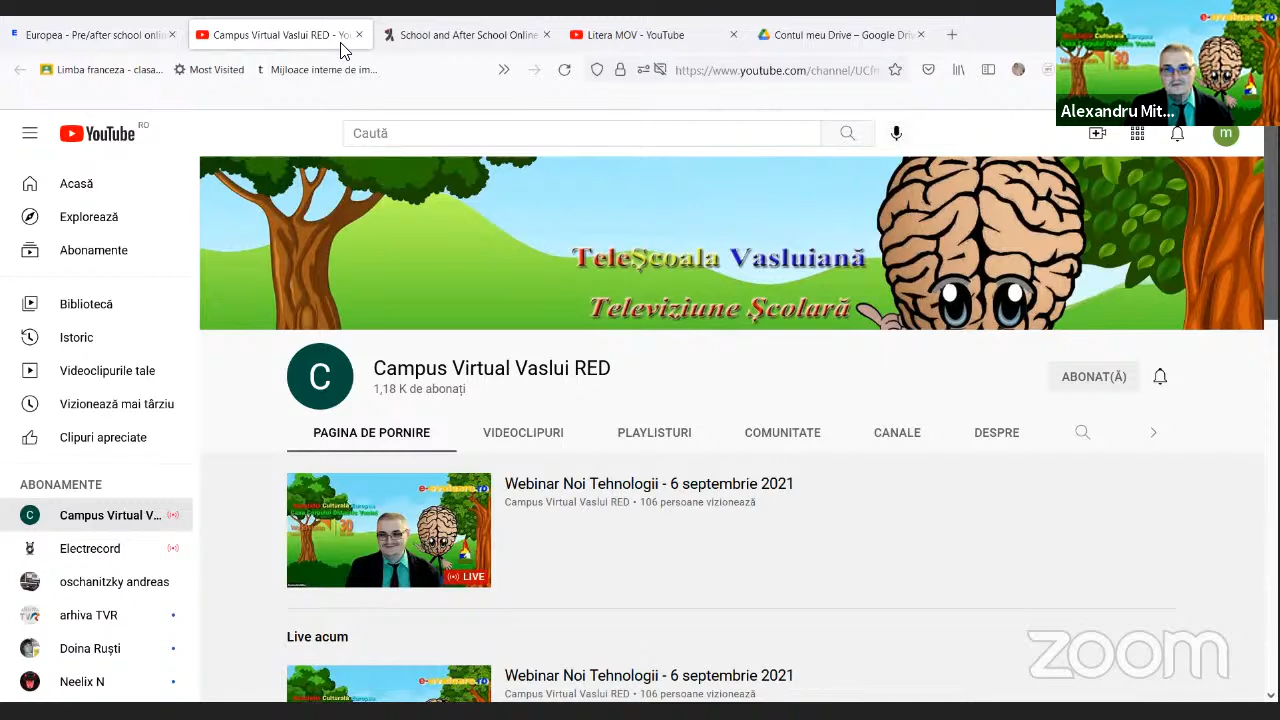 Europea - Pre/after school onlin
Campus Virtual Vaslui RED - Yo
School and After School Onl
Litera MOV - YouTube
Contul meu Drive – Google Driv
Limba franceza - clasa...
Most Visited
Mijloace interne de im...
https://www.youtube.com/channel/UCfm
Alexandru Mit...
YouTube RO
Caută
m
Acasă
Explorează
Abonamente
Bibliotecă
Istoric
Videoclipurile tale
Vizionează mai târziu
Clipuri apreciate
ABONAMENTE
Campus Virtual V...
Electrecord
oschanitzky andreas
arhiva TVR
Doina Ruști
Neelix N
TeleȘcoala Vasluiană
Televiziune Școlară
C
Campus Virtual Vaslui RED
1,18 K de abonați
ABONAT(Ă)
PAGINA DE PORNIRE
VIDEOCLIPURI
PLAYLISTURI
COMUNITATE
CANALE
DESPRE
Webinar Noi Tehnologii - 6 septembrie 2021
Campus Virtual Vaslui RED • 106 persoane vizionează
LIVE
Live acum
Webinar Noi Tehnologii - 6 septembrie 2021
Campus Virtual Vaslui RED • 106 persoane vizionează
zoom